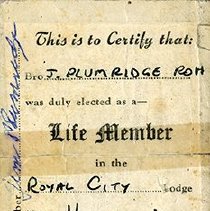 This is to Certify that:
Bro. J. PLUMRIDGE ROH
was duly elected as a—
Life Member
in the
ROYAL CITY Lodge